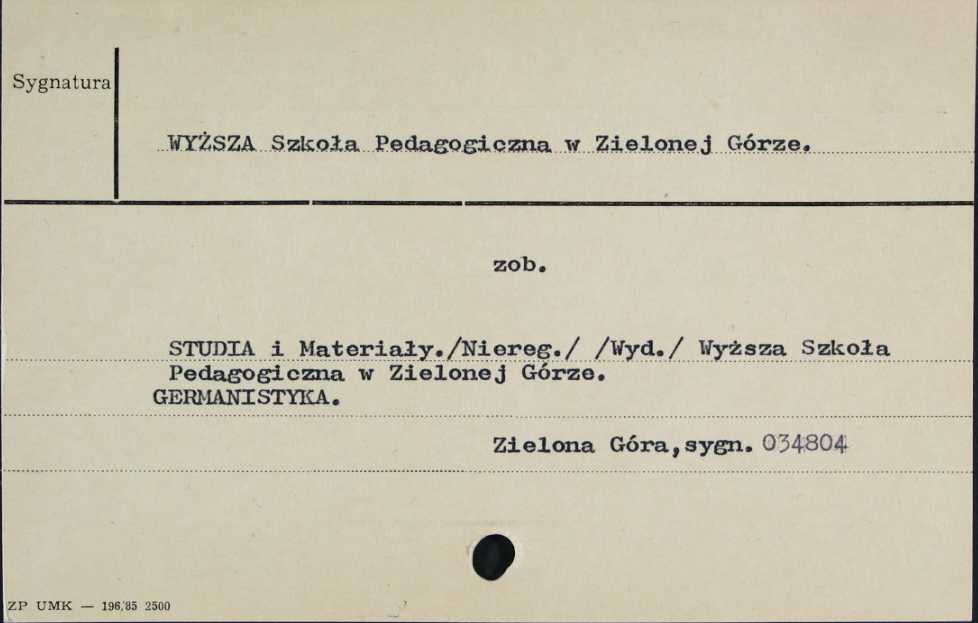 Sygnatura
WYŻSZA Szkoła Pedagogiczna w Zielonej Górze.
zob.
STUDIA i Materiały./Niereg./ /Wyd./ Wyższa Szkoła
Pedagogiczna w Zielonej Górze.
GERMANISTYKA.
Zielona Góra,sygn. 034804
ZP UMK — 196/85 2500